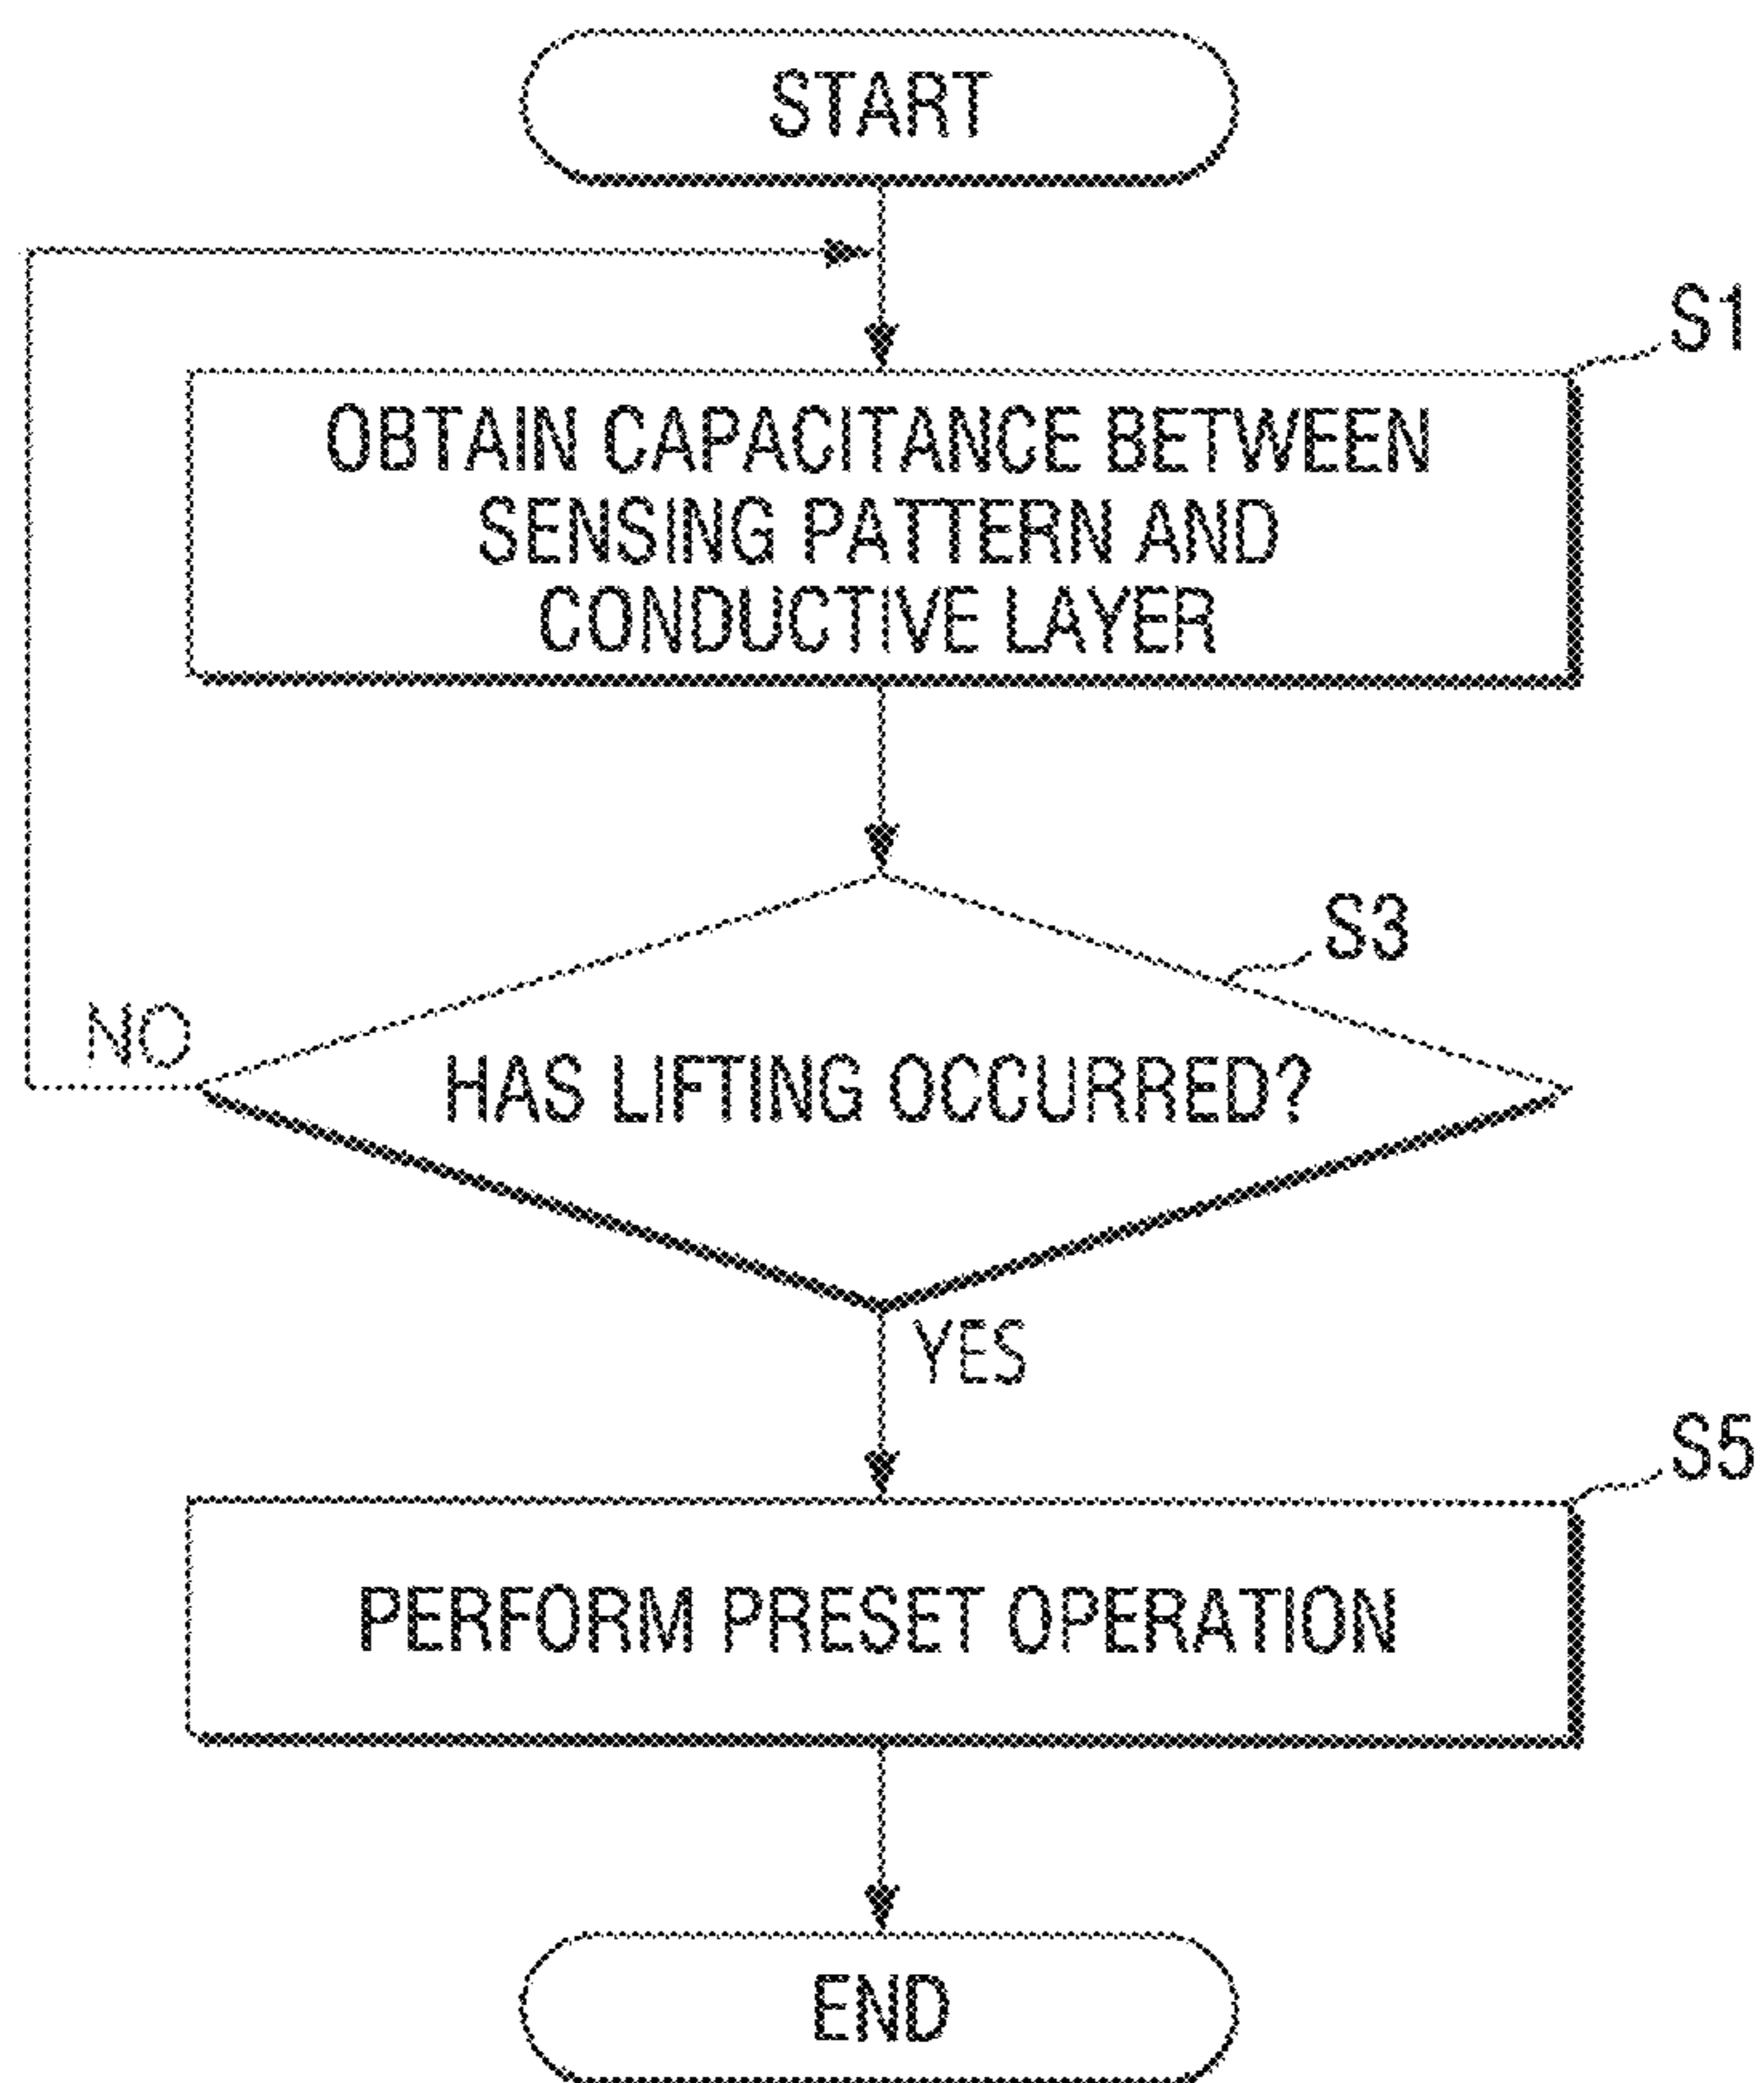 START
S1
OBTAIN CAPACITANCE BETWEEN
SENSING PATTERN AND
CONDUCTIVE LAYER
S3
NO
HAS LIFTING OCCURRED?
YES
S5
PERFORM PRESET OPERATION
END